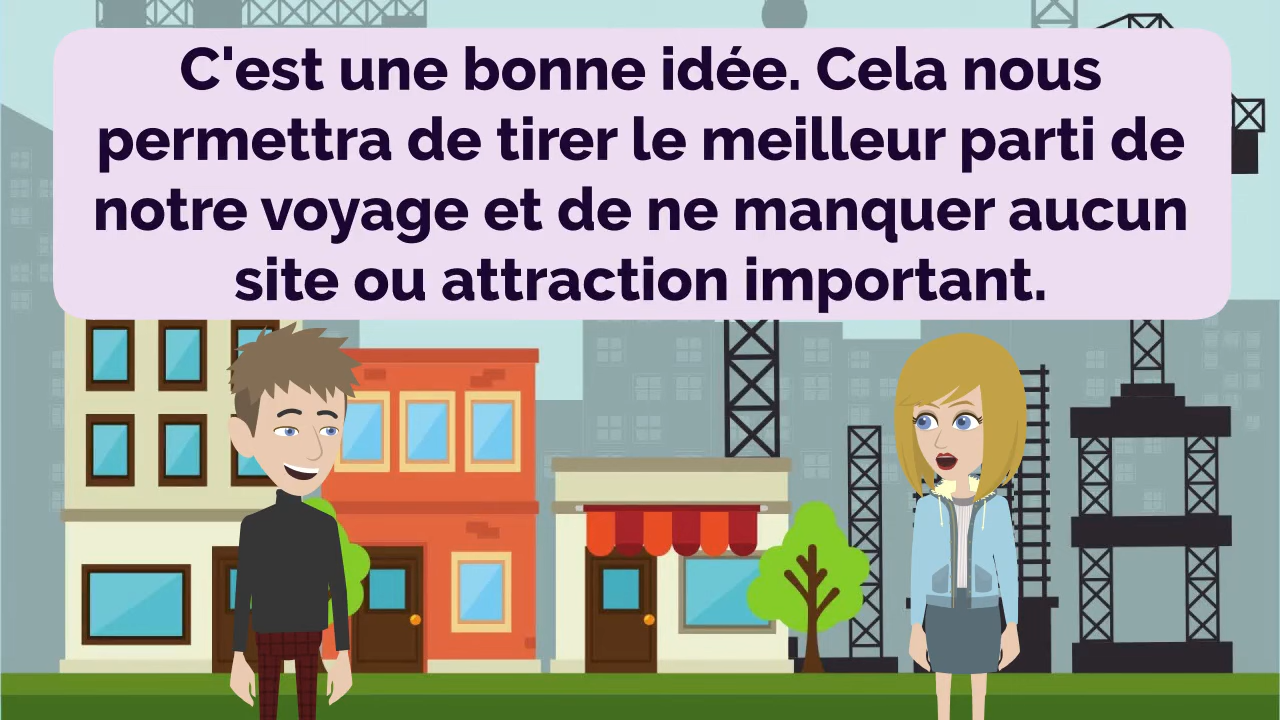 C'est une bonne idée. Cela nous
permettra de tirer le meilleur parti de
notre voyage et de ne manquer aucun
site ou attraction important.